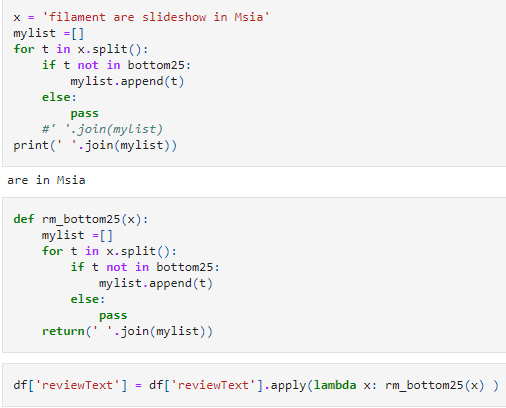 x = 'filament are slideshow in Msia'
mylist =[]
for t in x.split():
    if t not in bottom25:
        mylist.append(t)
    else:
        pass
    #' '.join(mylist)
print(' '.join(mylist))
are in Msia
def rm_bottom25(x):
    mylist =[]
    for t in x.split():
        if t not in bottom25:
            mylist.append(t)
        else:
            pass
    return(' '.join(mylist))
df['reviewText'] = df['reviewText'].apply(lambda x: rm_bottom25(x) )